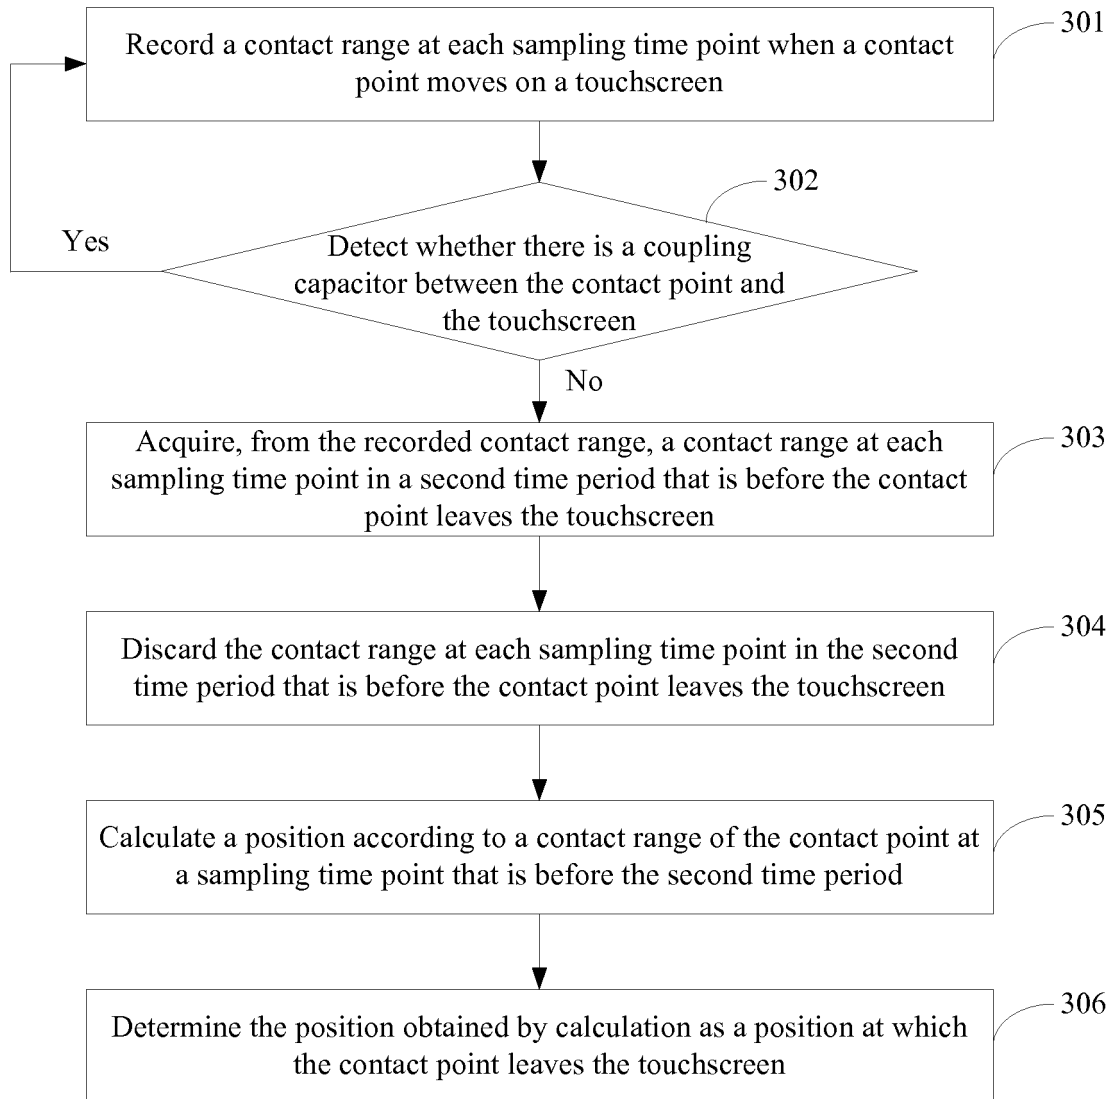 Record a contact range at each sampling time point when a contact
point moves on a touchscreen
301
302
Yes
Detect whether there is a coupling
capacitor between the contact point and
the touchscreen
No
Acquire, from the recorded contact range, a contact range at each
sampling time point in a second time period that is before the contact
point leaves the touchscreen
303
Discard the contact range at each sampling time point in the second
time period that is before the contact point leaves the touchscreen
304
Calculate a position according to a contact range of the contact point at
a sampling time point that is before the second time period
305
Determine the position obtained by calculation as a position at which
the contact point leaves the touchscreen
306